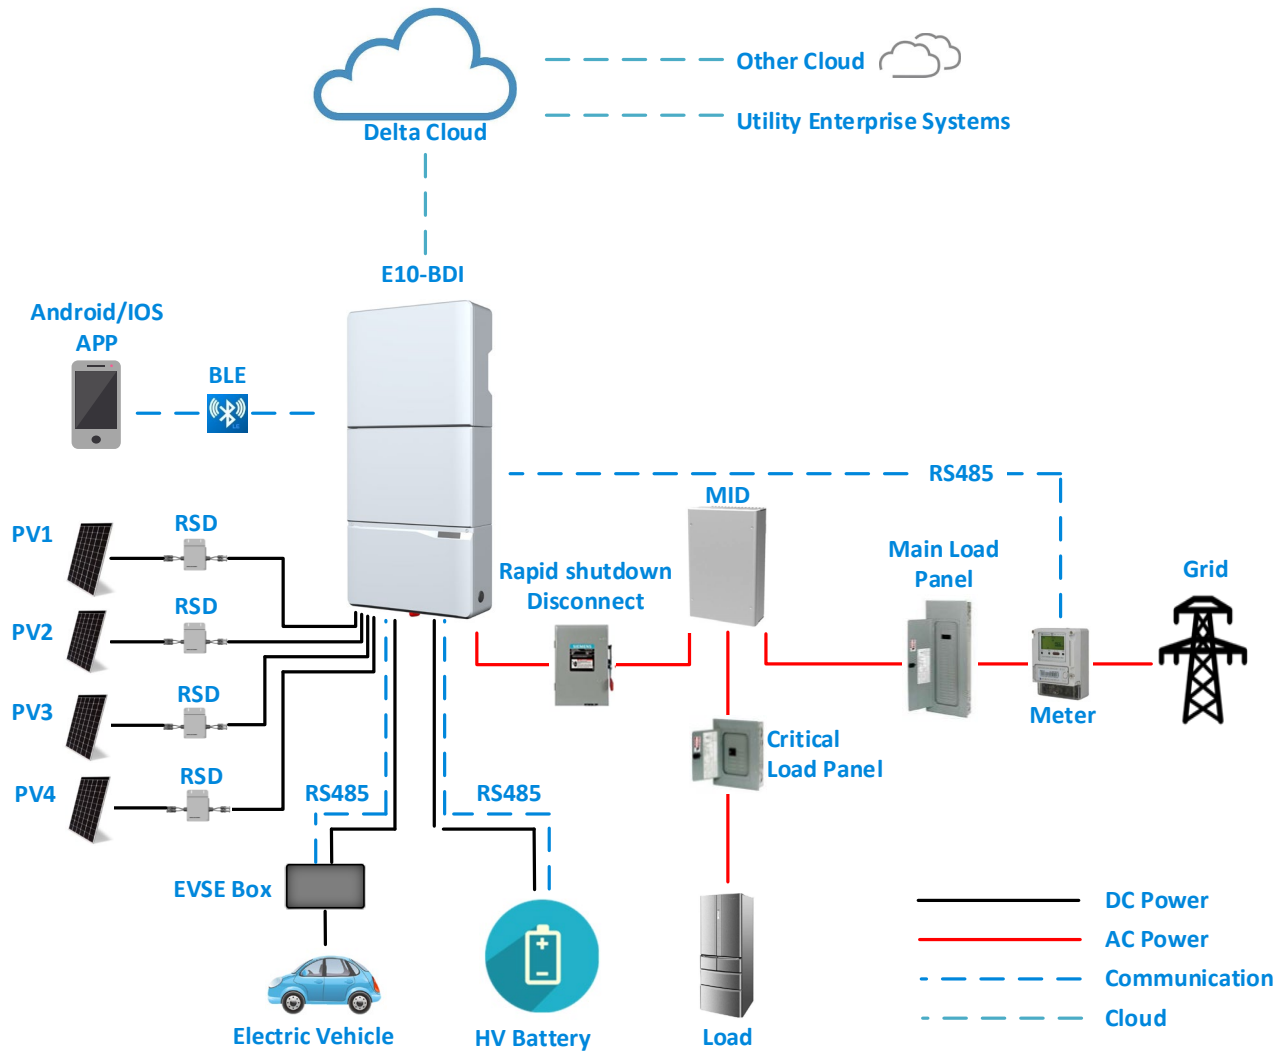 Other Cloud
Utility Enterprise Systems
Delta Cloud
E10-BDI
Android/IOS
APP
BLE
RS485
MID
PV1
RSD
Main Load
Panel
Grid
Rapid shutdown
Disconnect
PV2
RSD
PV3
RSD
Meter
Critical
Load Panel
PV4
RSD
RS485
RS485
EVSE Box
DC Power
AC Power
Communication
Cloud
Electric Vehicle
HV Battery
Load